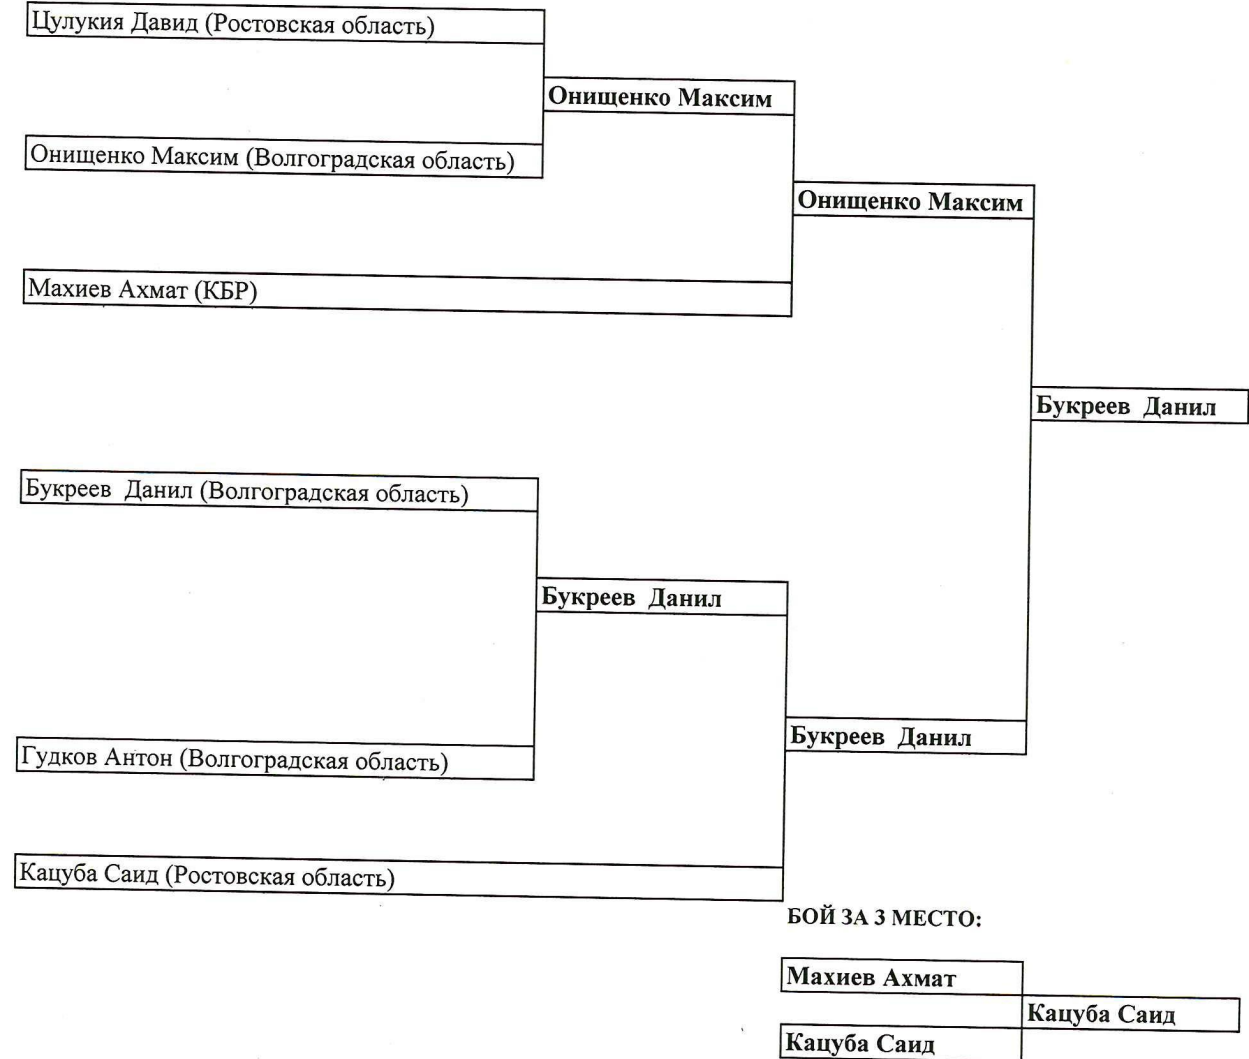 Цулукия Давид (Ростовская область)
Онищенко Максим
Онищенко Максим (Волгоградская область)
Онищенко Максим
Махиев Ахмат (КБР)
Букреев Данил
Букреев Данил (Волгоградская область)
Букреев Данил
Букреев Данил
Гудков Антон (Волгоградская область)
Кацуба Саид (Ростовская область)
БОЙ ЗА 3 МЕСТО:
Махиев Ахмат
Кацуба Саид
Кацуба Саид